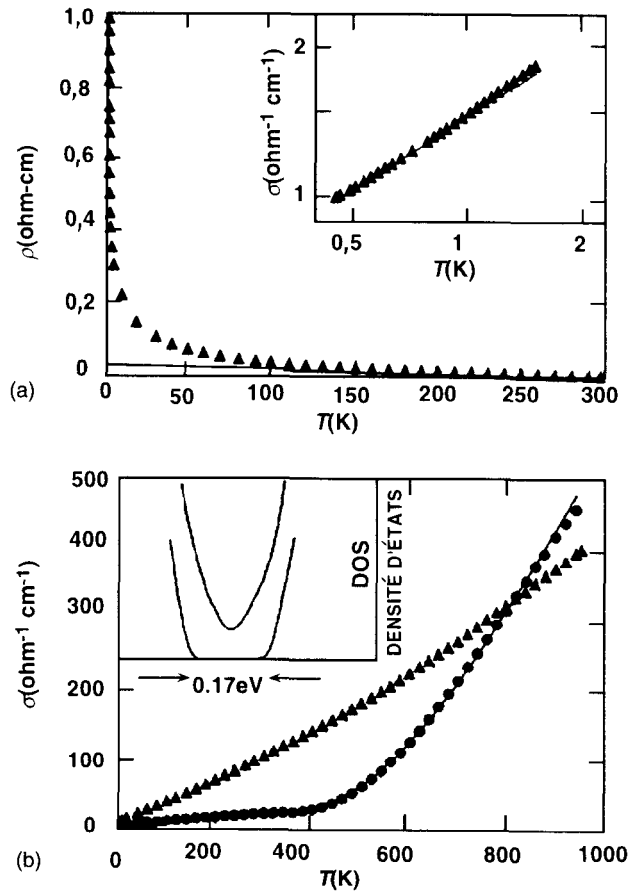 1,0
0,8
0,6
0,4
0,2
0
ρ(ohm-cm)
2
1
σ(ohm⁻¹ cm⁻¹)
0,5 1 2
T(K)
0 50 100 150 200 250 300
T(K)
(a)
500
400
300
200
100
0
σ(ohm⁻¹ cm⁻¹)
DOS
DENSITÉ D'ÉTATS
0.17eV
0 200 400 600 800 1000
T(K)
(b)